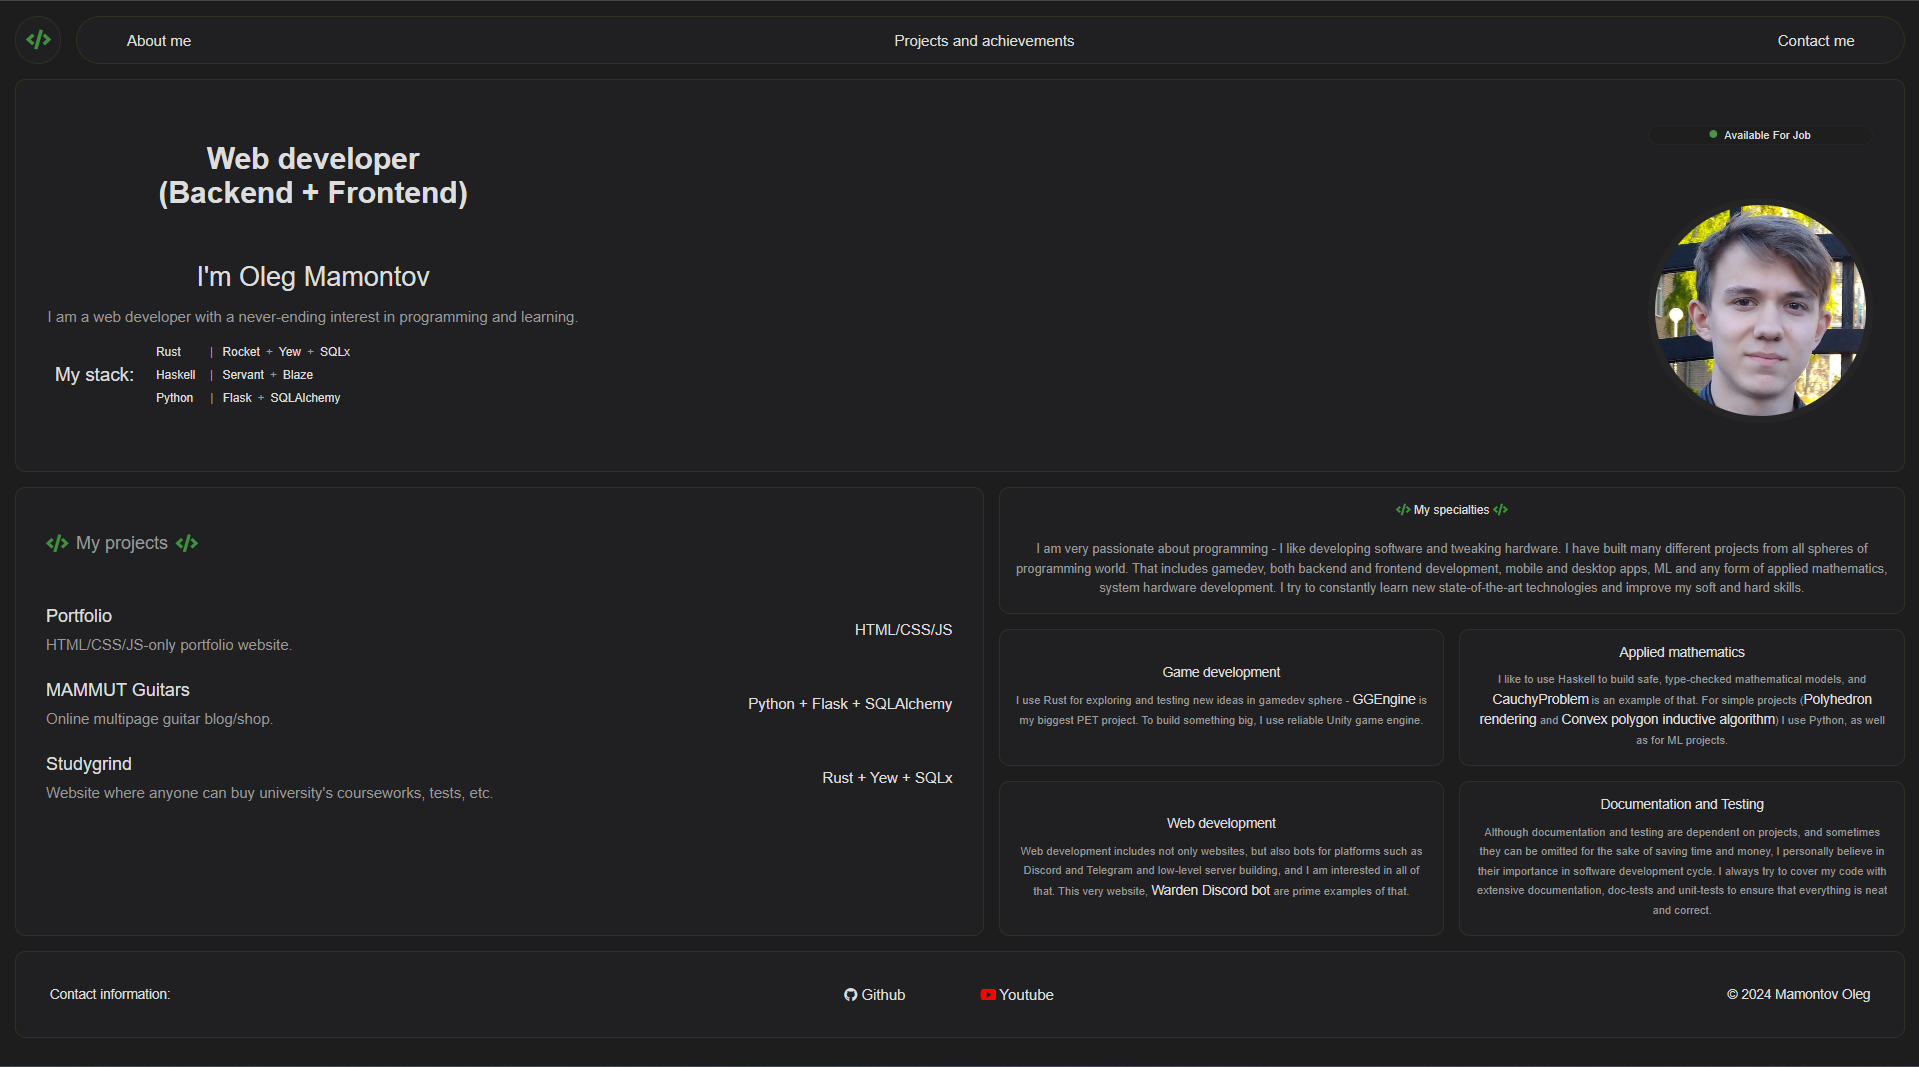 About me
Projects and achievements
Contact me
Web developer
(Backend + Frontend)
Available For Job
I'm Oleg Mamontov
I am a web developer with a never-ending interest in programming and learning.
My stack:
Rust | Rocket + Yew + SQLx
Haskell | Servant + Blaze
Python | Flask + SQLAlchemy
</> My projects </>
Portfolio
HTML/CSS/JS-only portfolio website.
HTML/CSS/JS
MAMMUT Guitars
Online multipage guitar blog/shop.
Python + Flask + SQLAlchemy
Studygrind
Website where anyone can buy university's courseworks, tests, etc.
Rust + Yew + SQLx
</> My specialties </>
I am very passionate about programming - I like developing software and tweaking hardware. I have built many different projects from all spheres of
programming world. That includes gamedev, both backend and frontend development, mobile and desktop apps, ML and any form of applied mathematics,
system hardware development. I try to constantly learn new state-of-the-art technologies and improve my soft and hard skills.
Game development
I use Rust for exploring and testing new ideas in gamedev sphere - GGEngine is
my biggest PET project. To build something big, I use reliable Unity game engine.
Applied mathematics
I like to use Haskell to build safe, type-checked mathematical models, and
CauchyProblem is an example of that. For simple projects (Polyhedron
rendering and Convex polygon inductive algorithm) I use Python, as well
as for ML projects.
Web development
Web development includes not only websites, but also bots for platforms such as
Discord and Telegram and low-level server building, and I am interested in all of
that. This very website, Warden Discord bot are prime examples of that.
Documentation and Testing
Although documentation and testing are dependent on projects, and sometimes
they can be omitted for the sake of saving time and money, I personally believe in
their importance in software development cycle. I always try to cover my code with
extensive documentation, doc-tests and unit-tests to ensure that everything is neat
and correct.
Contact information:
Github
Youtube
© 2024 Mamontov Oleg